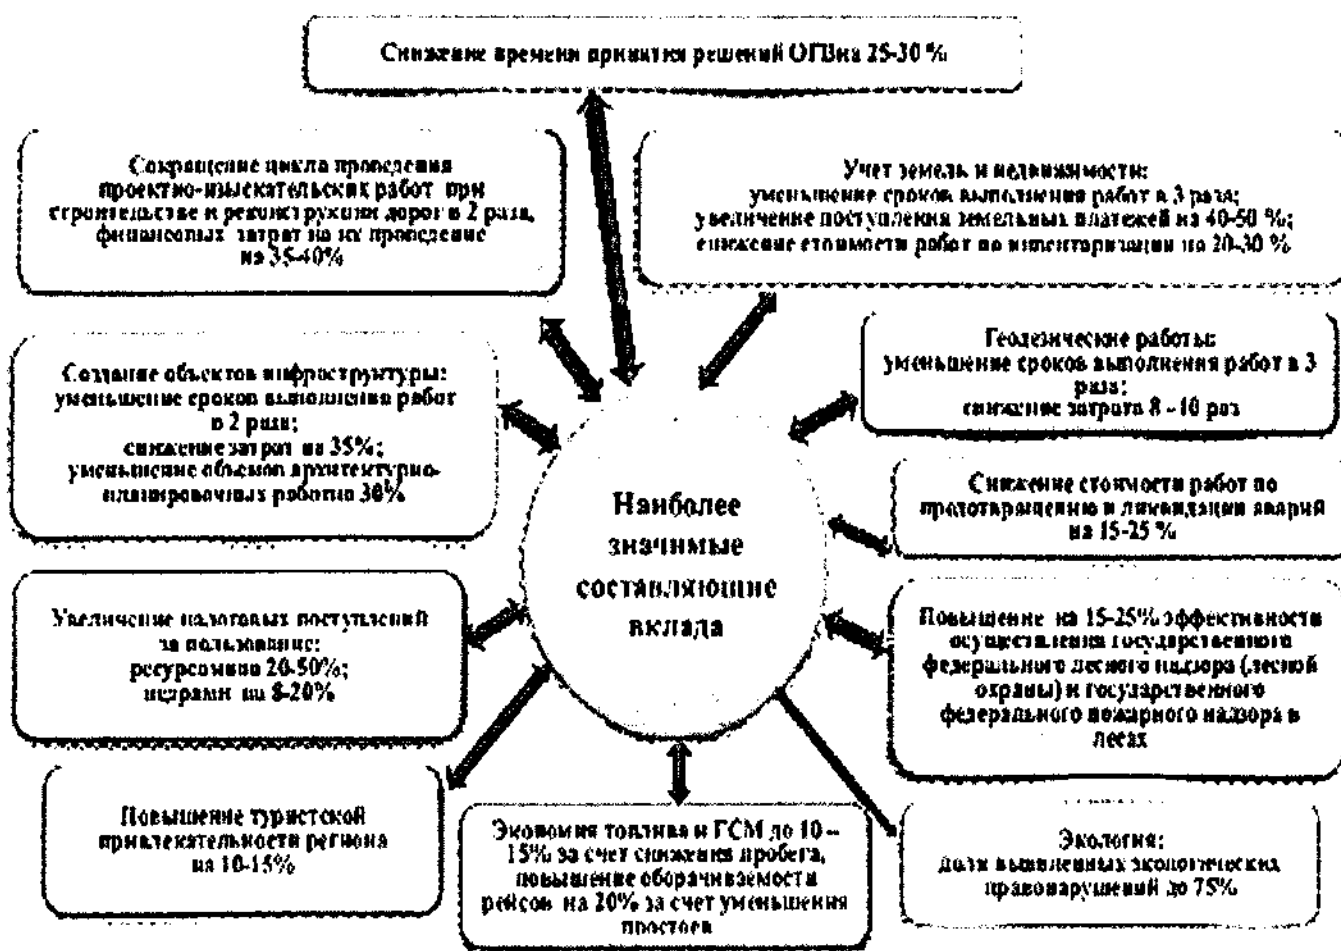 Снижение времени принятия решений ОГВна 25-30 %
Сокращение цикла проведения
проектно-изыскательских работ при
строительстве и реконструкции дорог в 2 раза,
финансовых затрат на их проведение
на 35-40%
Учет земель и недвижимости:
уменьшение сроков выполнения работ в 3 раза;
увеличение поступления земельных платежей на 40-50 %;
снижение стоимости работ по инвентаризации на 20-30 %
Геодезические работы:
уменьшение сроков выполнения работ в 3
раза;
снижение затрат в 8 - 10 раз
Создание объектов инфроструктуры:
уменьшение сроков выполнения работ
в 2 раза;
снижение затрат на 35%;
уменьшение объемов архитектурно-
планировочных работ на 30%
Снижение стоимости работ по
предотвращению и ликвидации аварий
на 15-25 %
Наиболее
значимые
составляющие
вклада
Увеличение налоговых поступлений
за пользование:
ресурсами на 20-50%;
недрами на 8-20%
Повышение на 15-25% эффективности
осуществления государственного
федерального лесного надзора (лесной
охраны) и государственного
федерального пожарного надзора в
лесах
Повышение туристской
привлекательности региона
на 10-15%
Экономия топлива и ГСМ до 10 –
15% за счет снижения пробега,
повышение оборачиваемости
рейсов на 20% за счет уменьшения
простоев
Экология:
доля выявленных экологических
правонарушений до 75%